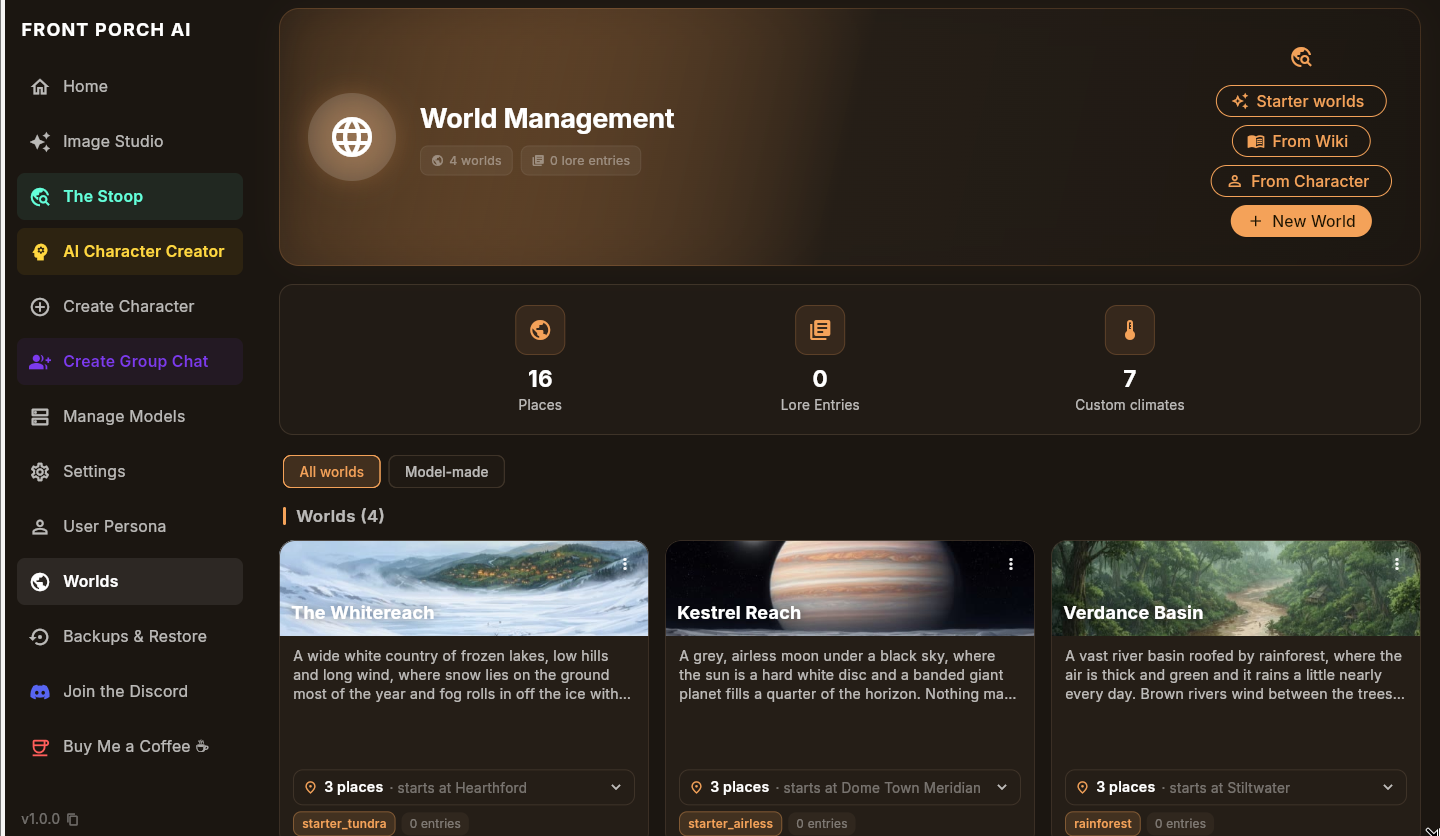 FRONT PORCH AI
Home
Image Studio
The Stoop
AI Character Creator
Create Character
Create Group Chat
Manage Models
Settings
User Persona
Worlds
Backups & Restore
Join the Discord
Buy Me a Coffee ☕
v1.0.0
World Management
4 worlds
0 lore entries
Starter worlds
From Wiki
From Character
+ New World
16
Places
0
Lore Entries
7
Custom climates
All worlds
Model-made
Worlds (4)
The Whitereach
A wide white country of frozen lakes, low hills
and long wind, where snow lies on the ground
most of the year and fog rolls in off the ice with...
3 places · starts at Hearthford
starter_tundra
0 entries
Kestrel Reach
A grey, airless moon under a black sky, where
the sun is a hard white disc and a banded giant
planet fills a quarter of the horizon. Nothing ma...
3 places · starts at Dome Town Meridian
starter_airless
0 entries
Verdance Basin
A vast river basin roofed by rainforest, where the
air is thick and green and it rains a little nearly
every day. Brown rivers wind between the trees...
3 places · starts at Stiltwater
rainforest
0 entries